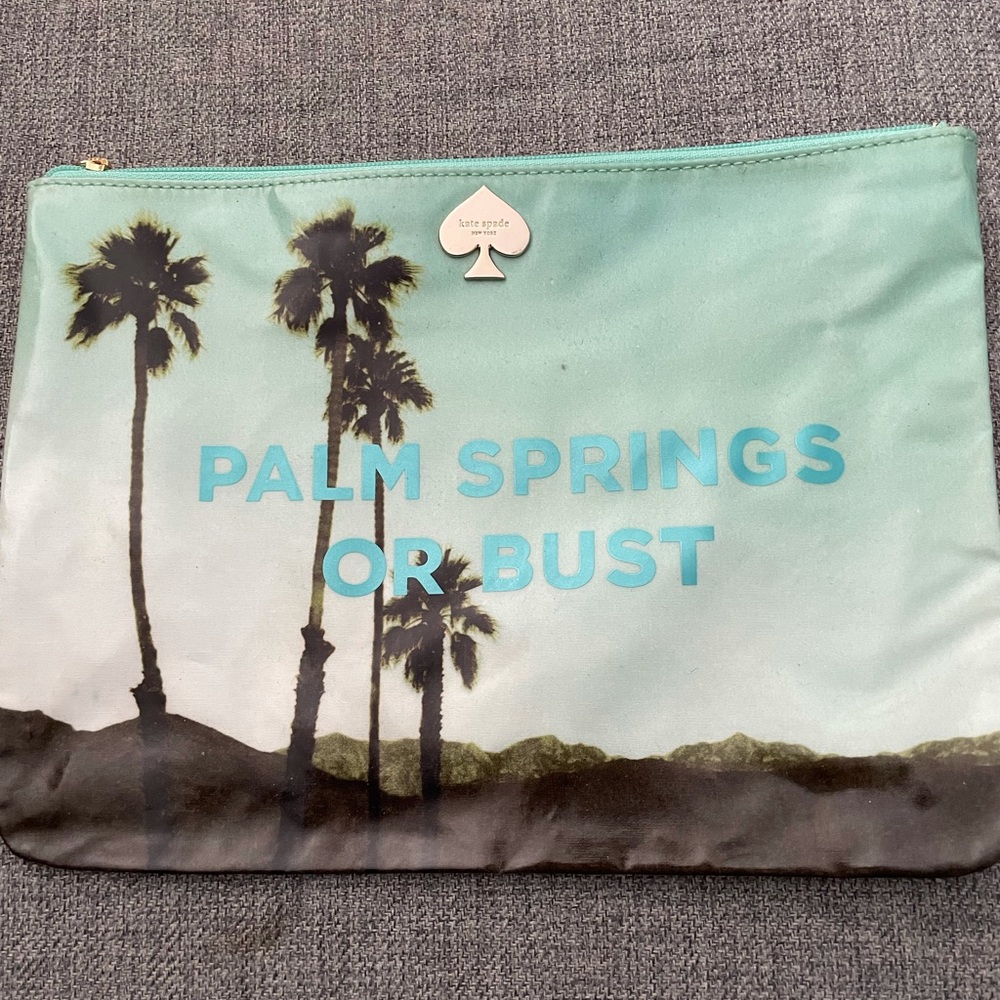 kate spade
NEW YORK
PALM SPRINGS
OR BUST